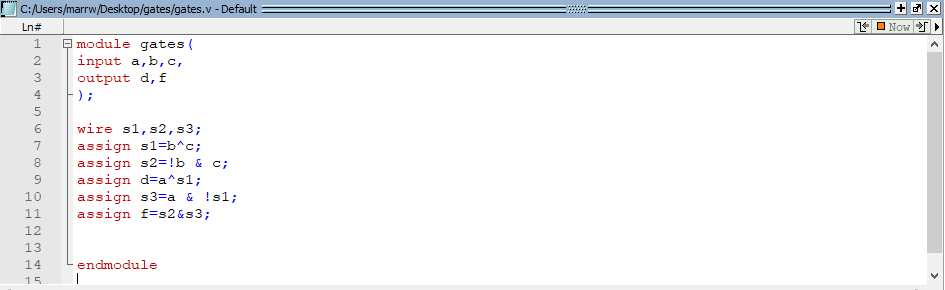 C:/Users/marrw/Desktop/gates/gates.v - Default
Ln#
Now
1 module gates(
2 input a,b,c,
3 output d,f
4 );
5
6 wire s1,s2,s3;
7 assign s1=b^c;
8 assign s2=!b & c;
9 assign d=a^s1;
10 assign s3=a & !s1;
11 assign f=s2&s3;
12
13
14 endmodule
15